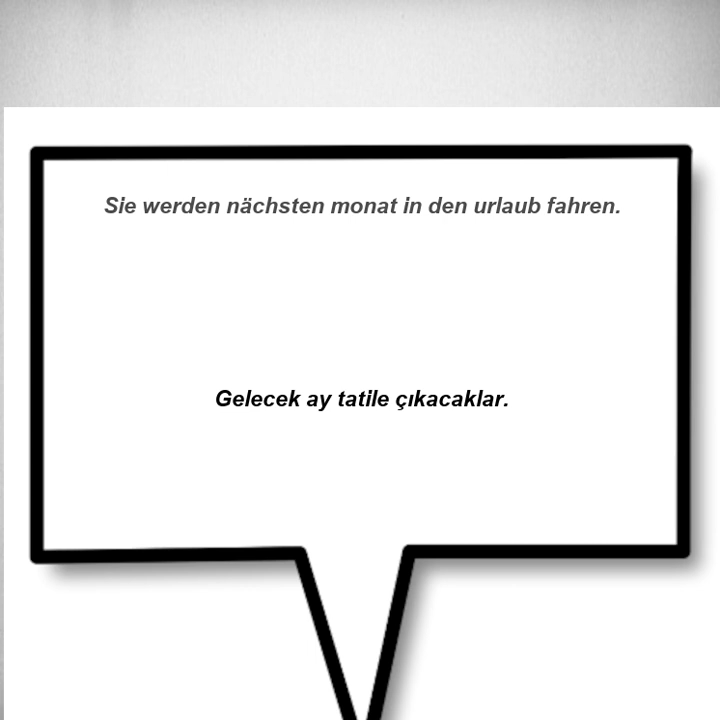 Sie werden nächsten monat in den urlaub fahren.
Gelecek ay tatile çıkacaklar.